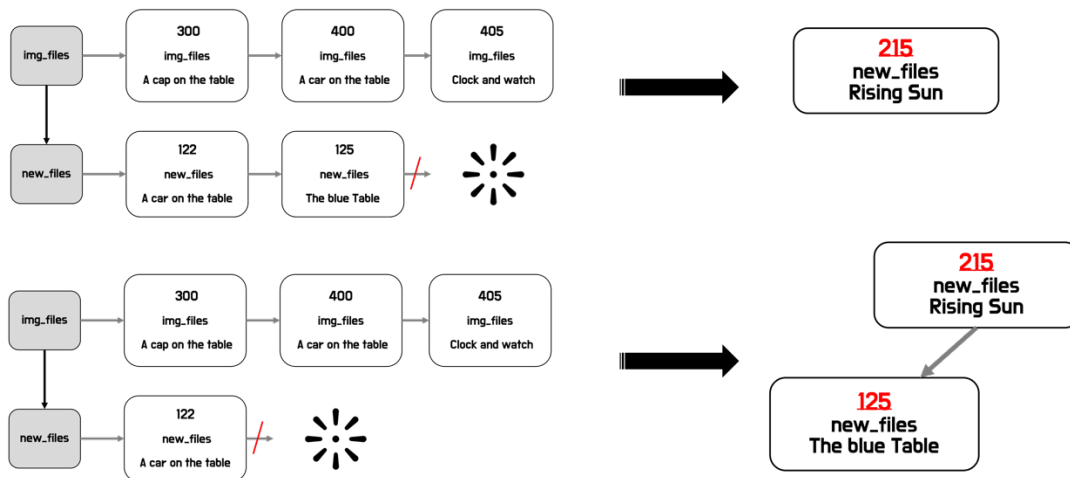 img_files
300
img_files
A cap on the table
400
img_files
A car on the table
405
img_files
Clock and watch
new_files
122
new_files
A car on the table
125
new_files
The blue Table
215
new_files
Rising Sun
img_files
300
img_files
A cap on the table
400
img_files
A car on the table
405
img_files
Clock and watch
new_files
122
new_files
A car on the table
215
new_files
Rising Sun
125
new_files
The blue Table